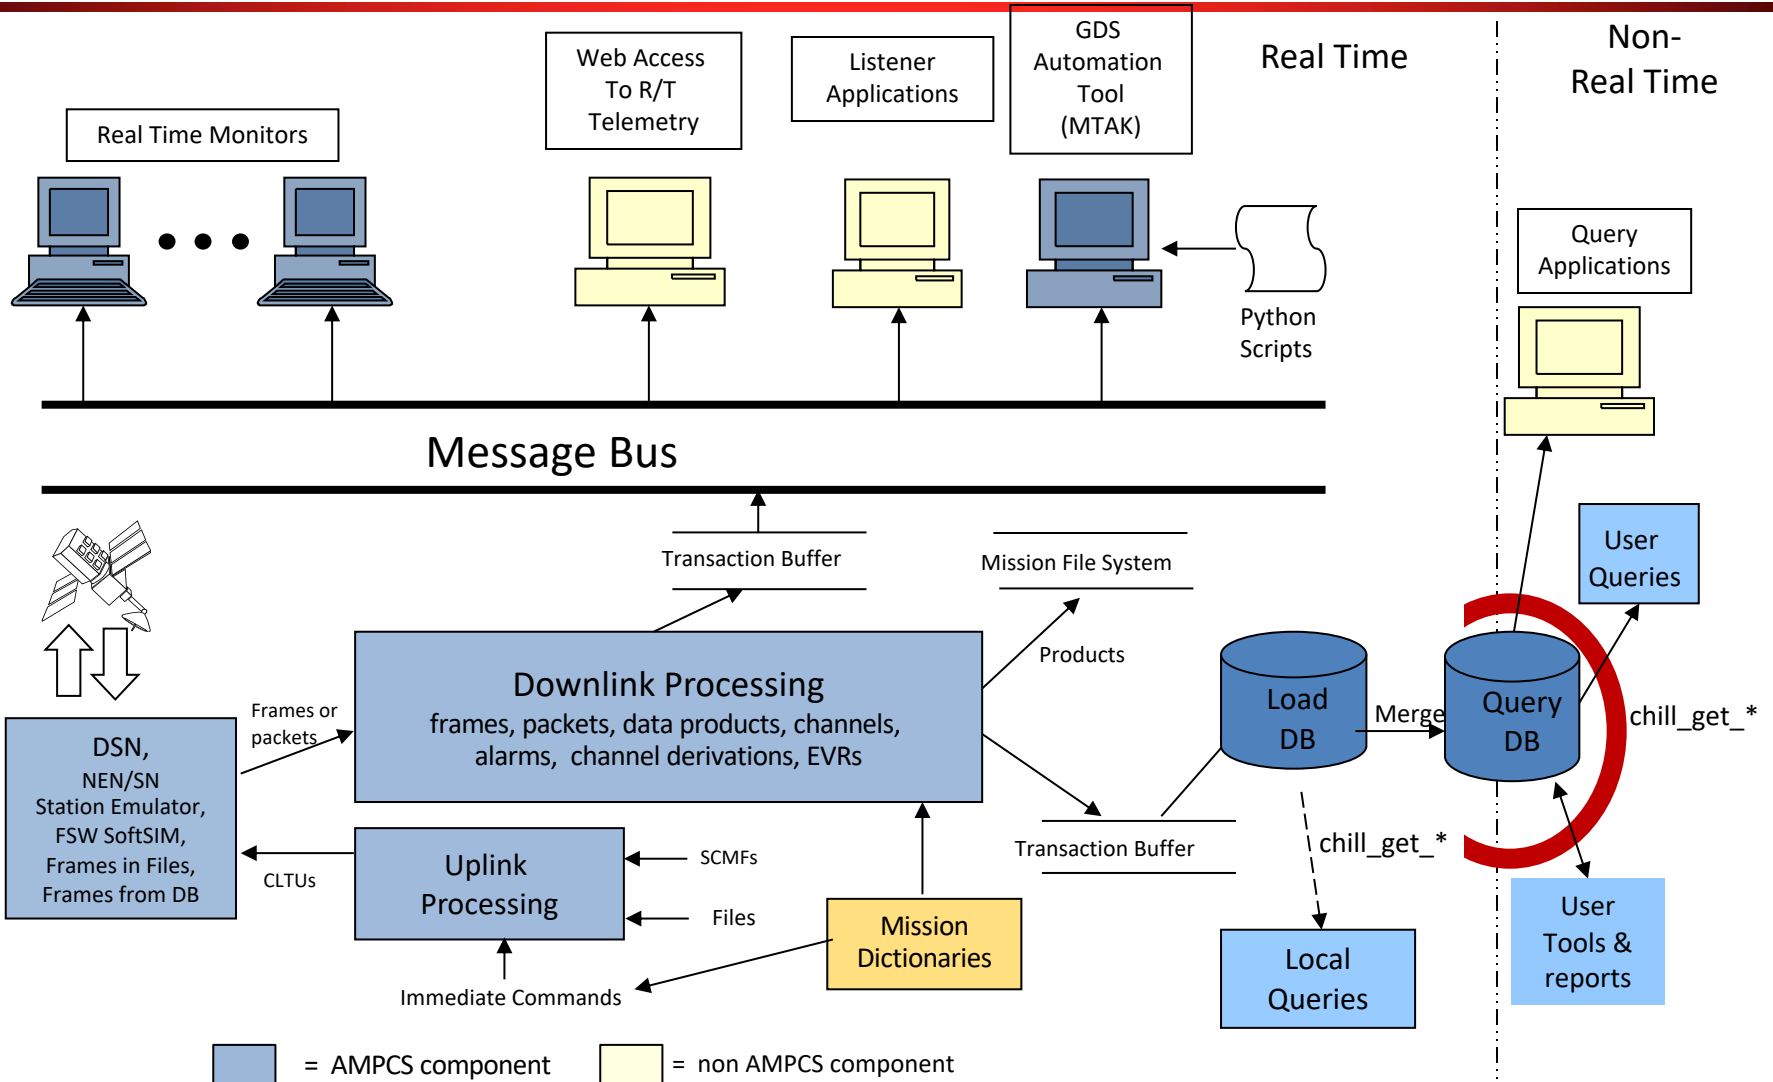 Web Access
To R/T
Telemetry
Listener
Applications
GDS
Automation
Tool
(MTAK)
Real Time
Non-
Real Time
Real Time Monitors
Query
Applications
Python
Scripts
Message Bus
Transaction Buffer
Mission File System
User
Queries
Products
Downlink Processing
frames, packets, data products, channels,
alarms, channel derivations, EVRs
Frames or
packets
Load
DB
Merge
Query
DB
chill_get_*
DSN,
NEN/SN
Station Emulator,
FSW SoftSIM,
Frames in Files,
Frames from DB
CLTUs
Uplink
Processing
SCMFs
Files
Transaction Buffer
chill_get_*
Mission
Dictionaries
Immediate Commands
Local
Queries
User
Tools &
reports
= AMPCS component
= non AMPCS component